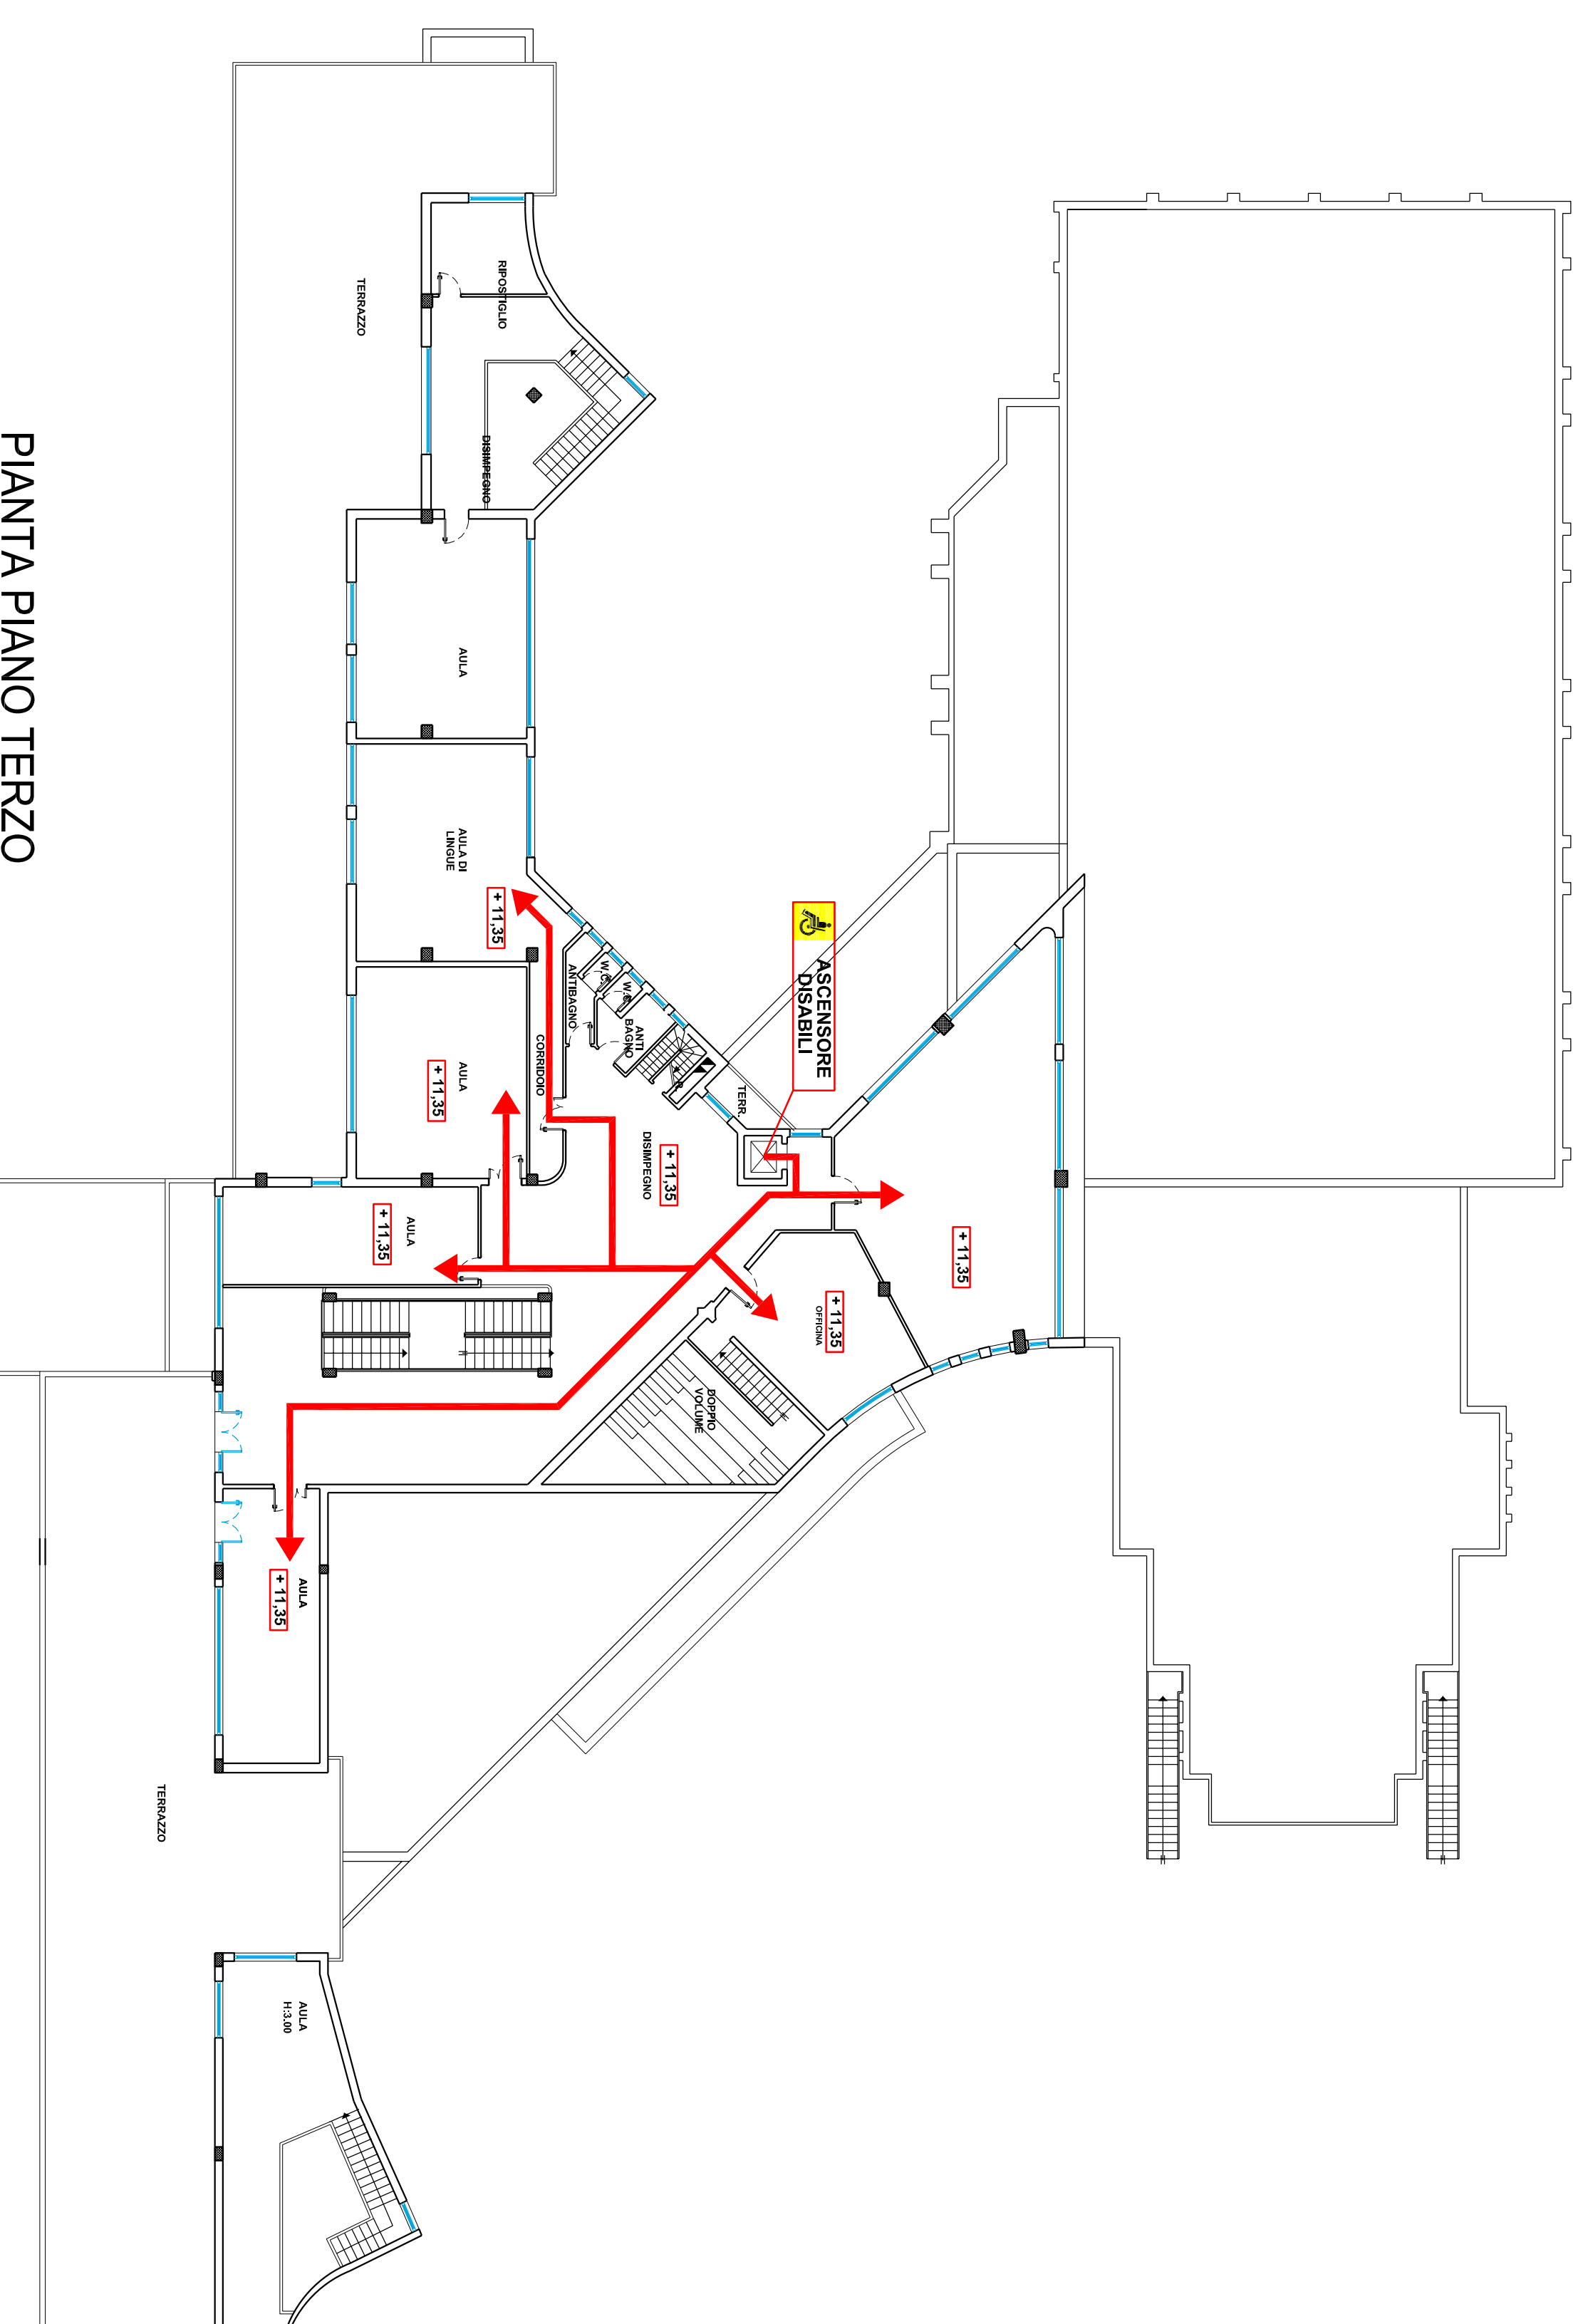 PIANTA PIANO TERZO
ASCENSORE
DISABILI
+ 11,35
+ 11,35
OFFICINA
TERR.
DOPPIO
VOLUME
+ 11,35
DISIMPEGNO
W.C.
W.C.
ANTI
BAGNO
ANTIBAGNO
CORRIDOIO
RIPOSTIGLIO
DISIMPEGNO
AULA
AULA DI
LINGUE
+ 11,35
AULA
+ 11,35
AULA
+ 11,35
TERRAZZO
AULA
+ 11,35
AULA
H:3.00
TERRAZZO